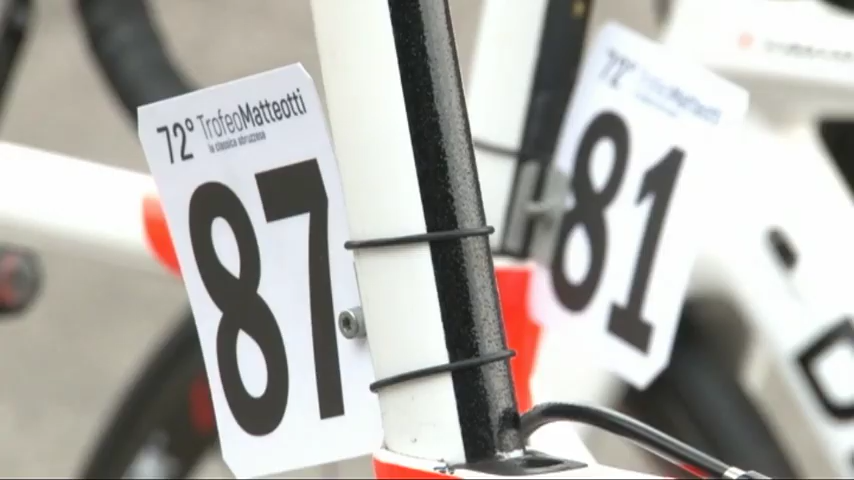 72° TrofeoMatteotti
la classica abruzzese
87
72° TrofeoMatteotti
81